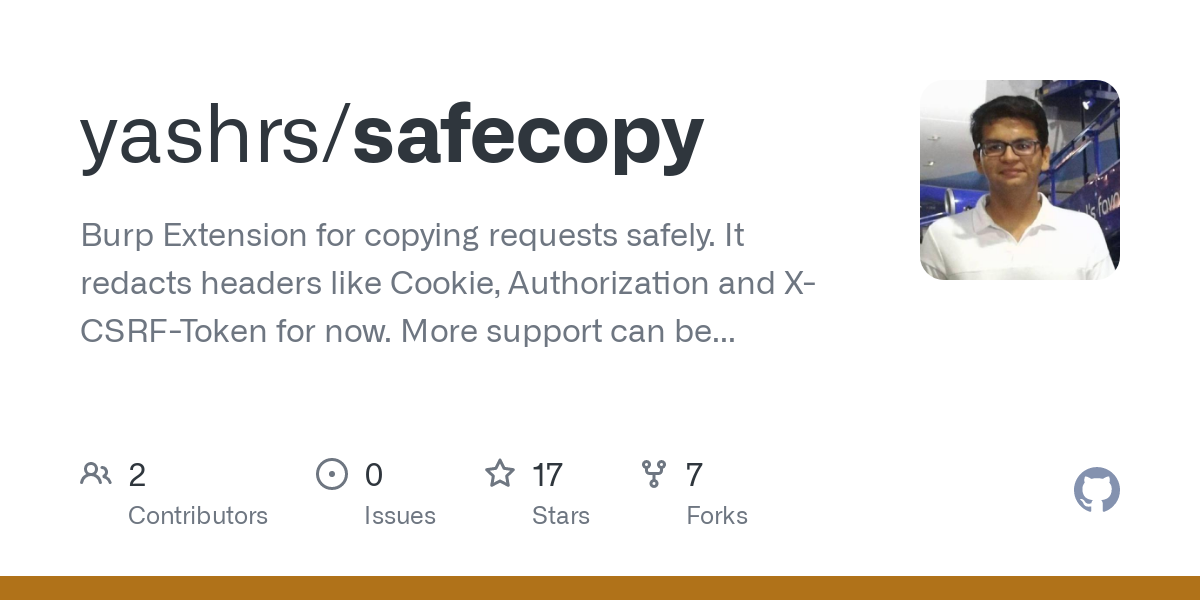 yashrs/safecopy
Burp Extension for copying requests safely. It
redacts headers like Cookie, Authorization and X-
CSRF-Token for now. More support can be...
2
Contributors
0
Issues
17
Stars
7
Forks